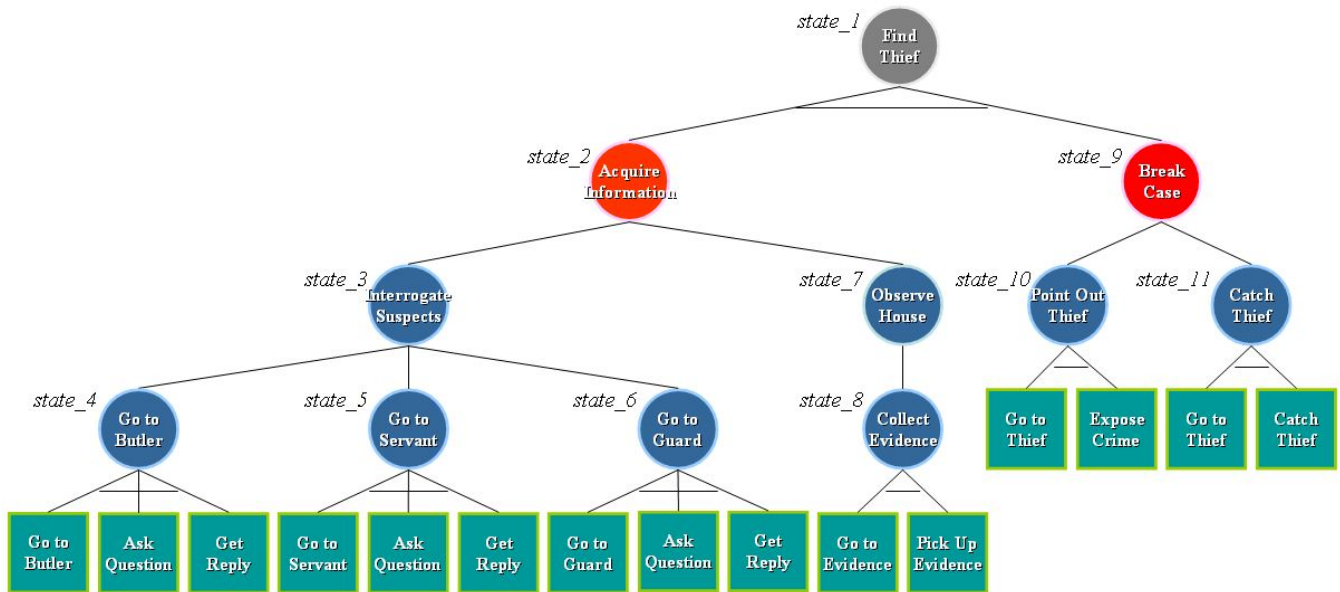 state_1
Find
Thief
state_2
Acquire
Information
state_9
Break
Case
state_3
Interrogate
Suspects
state_7
Observe
House
state_10
Point Out
Thief
state_11
Catch
Thief
state_4
Go to
Butler
state_5
Go to
Servant
state_6
Go to
Guard
state_8
Collect
Evidence
Go to
Thief
Expose
Crime
Go to
Thief
Catch
Thief
Go to
Butler
Ask
Question
Get
Reply
Go to
Servant
Ask
Question
Get
Reply
Go to
Guard
Ask
Question
Get
Reply
Go to
Evidence
Pick Up
Evidence